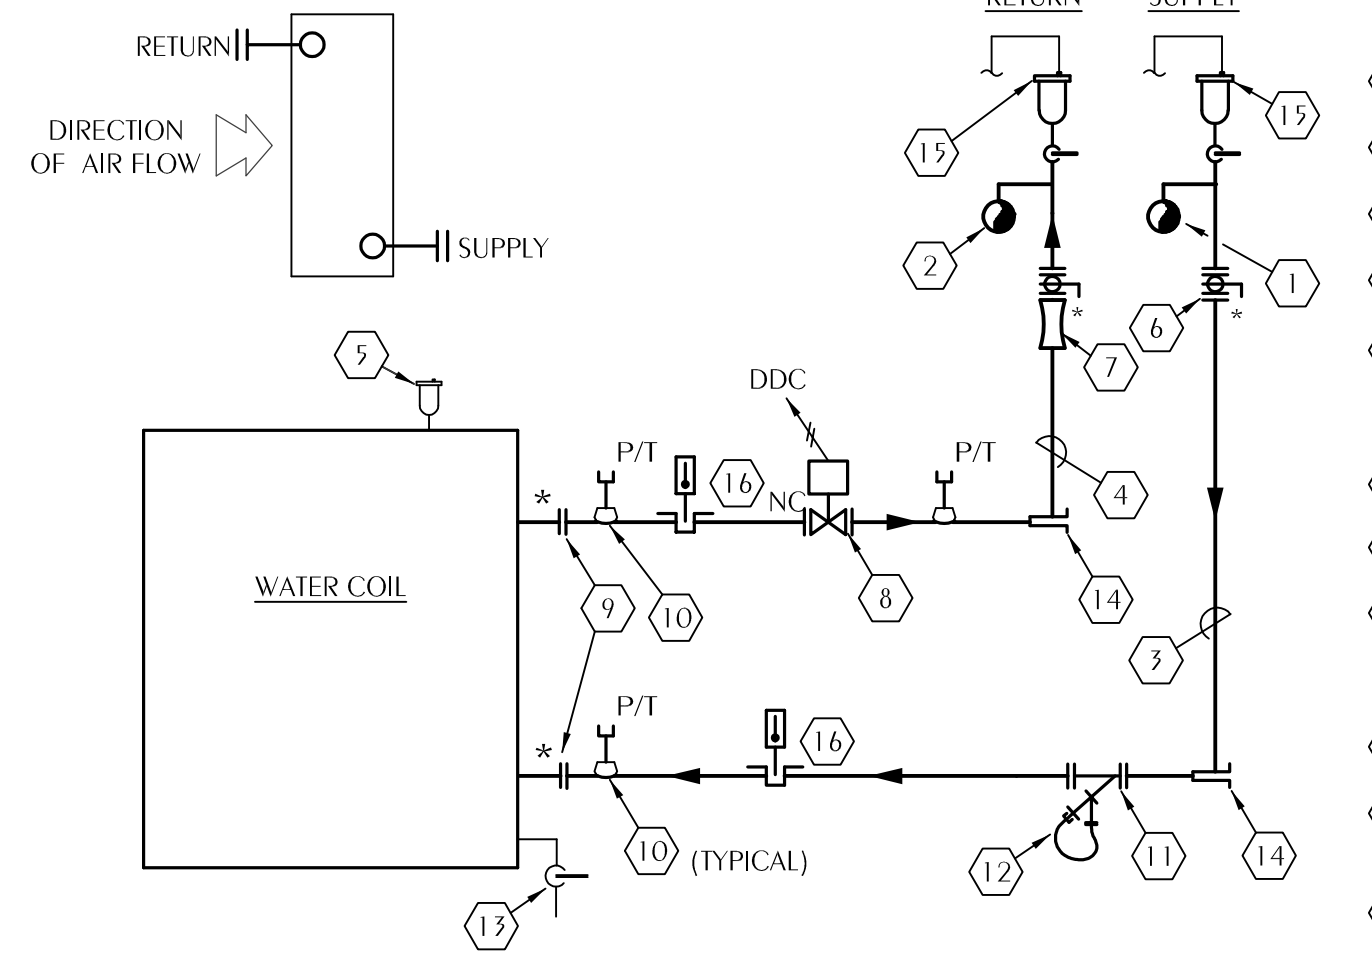 RETURN SUPPLY
RETURN
DIRECTION
OF AIR FLOW
SUPPLY
15
15
2
1
6
*
*
7
5
DDC
P/T
16
NC
P/T
4
*
WATER COIL
9
10
8
14
3
P/T
16
*
10
(TYPICAL)
12
11
14
13